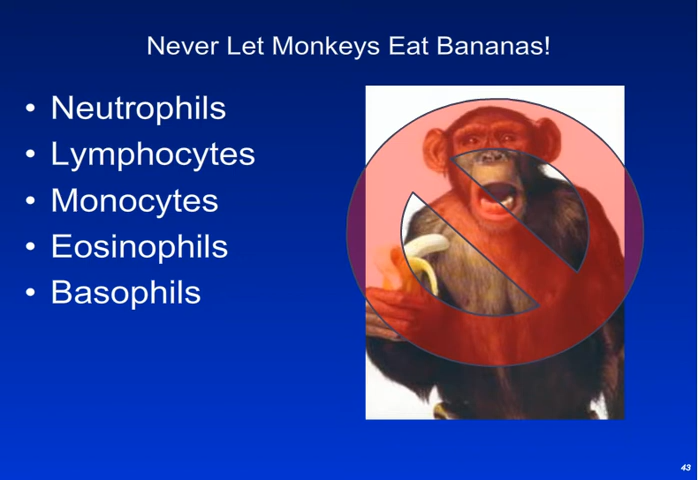 Never Let Monkeys Eat Bananas!
• Neutrophils
• Lymphocytes
• Monocytes
• Eosinophils
• Basophils
43